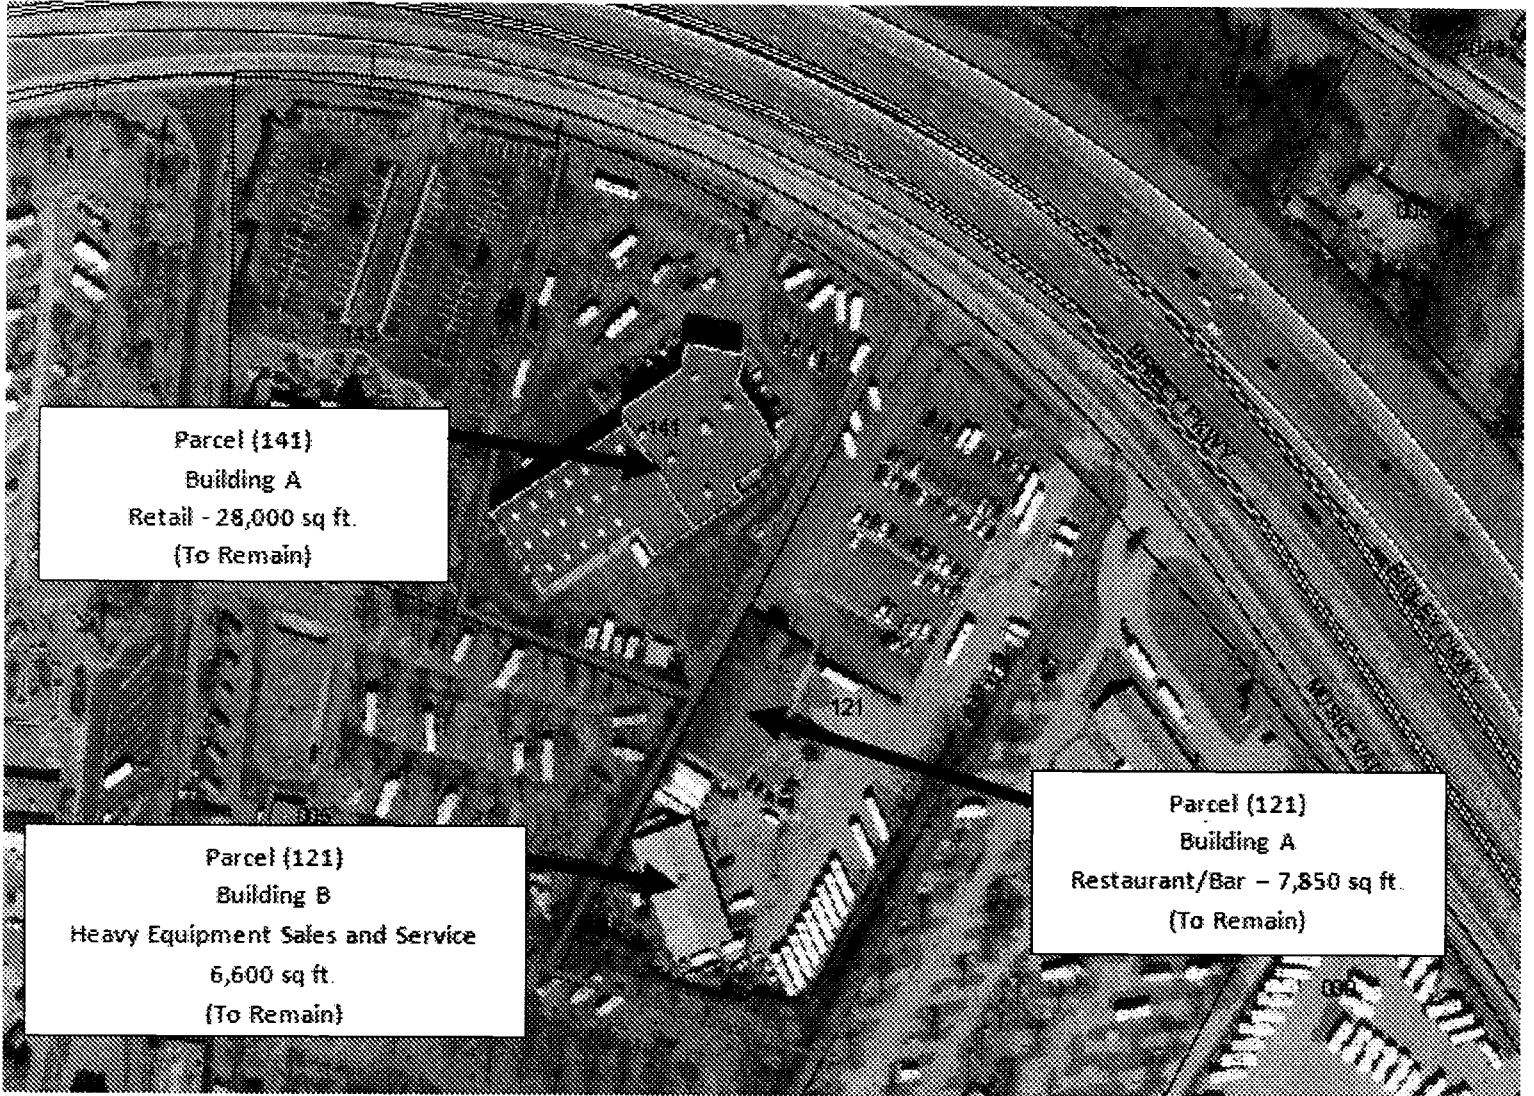 Parcel (141)
Building A
Retail - 28,000 sq ft.
(To Remain)
141
121
Parcel (121)
Building A
Restaurant/Bar – 7,850 sq ft.
(To Remain)
Parcel (121)
Building B
Heavy Equipment Sales and Service
6,600 sq ft.
(To Remain)